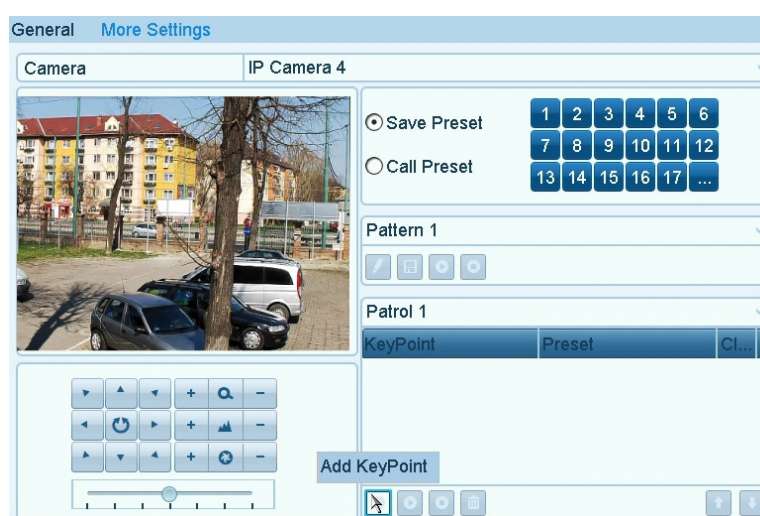 General More Settings
Camera IP Camera 4
Save Preset
Call Preset
1 2 3 4 5 6
7 8 9 10 11 12
13 14 15 16 17 ...
Pattern 1
Patrol 1
KeyPoint Preset Cl...
Add KeyPoint